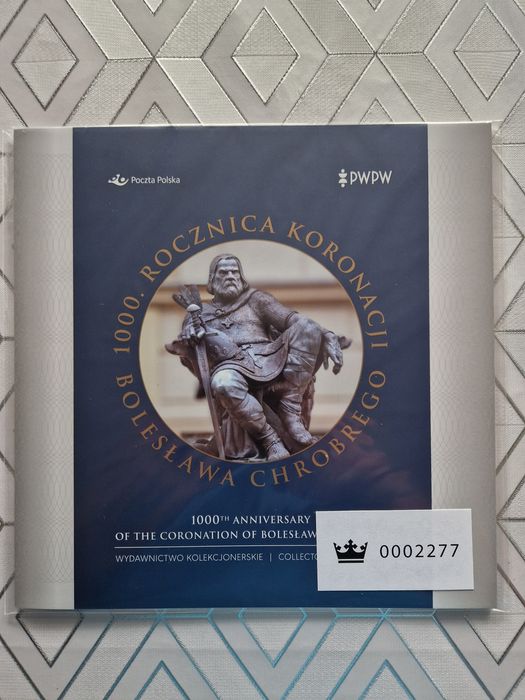 Poczta Polska
PWPW
1000. ROCZNICA KORONACJI
BOLESŁAWA CHROBREGO
1000TH ANNIVERSARY
OF THE CORONATION OF BOLESŁAW
WYDAWNICTWO KOLEKCJONERSKIE | COLLECTO
0002277